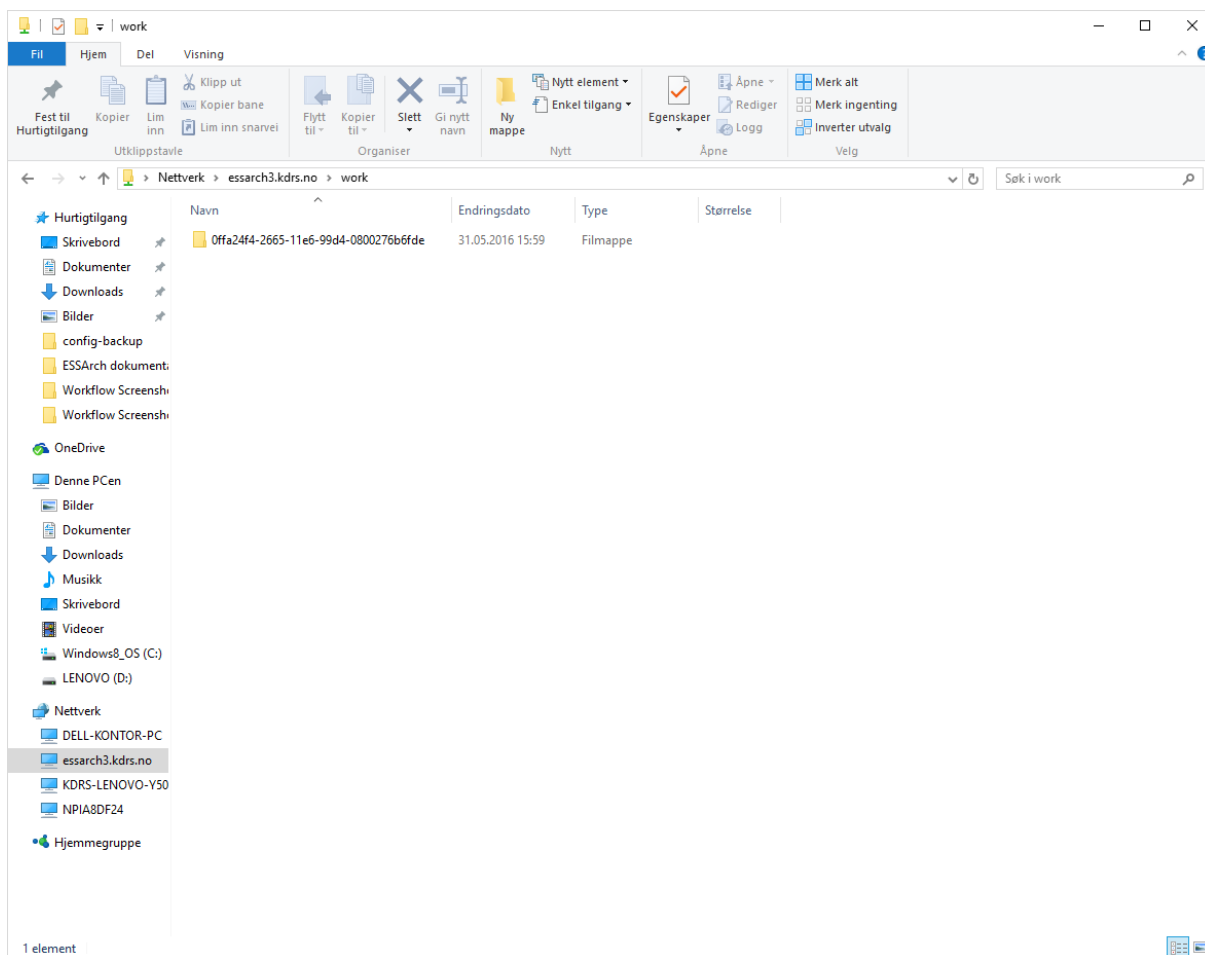 work
Fil Hjem Del Visning
Fest til Hurtigtilgang
Kopier
Lim inn
Klipp ut
Kopier bane
Lim inn snarvei
Utklippstavle
Flytt til
Kopier til
Slett
Gi nytt navn
Organiser
Ny mappe
Nytt element
Enkel tilgang
Nytt
Egenskaper
Åpne
Rediger
Logg
Åpne
Merk alt
Merk ingenting
Inverter utvalg
Velg
Nettverk › essarch3.kdrs.no › work
Søk i work
Navn Endringsdato Type Størrelse
0ffa24f4-2665-11e6-99d4-0800276b6fde 31.05.2016 15:59 Filmappe
Hurtigtilgang
Skrivebord
Dokumenter
Downloads
Bilder
config-backup
ESSArch dokumenta
Workflow Screensh
Workflow Screensh
OneDrive
Denne PCen
Bilder
Dokumenter
Downloads
Musikk
Skrivebord
Videoer
Windows8_OS (C:)
LENOVO (D:)
Nettverk
DELL-KONTOR-PC
essarch3.kdrs.no
KDRS-LENOVO-Y50
NPIA8DF24
Hjemmegruppe
1 element